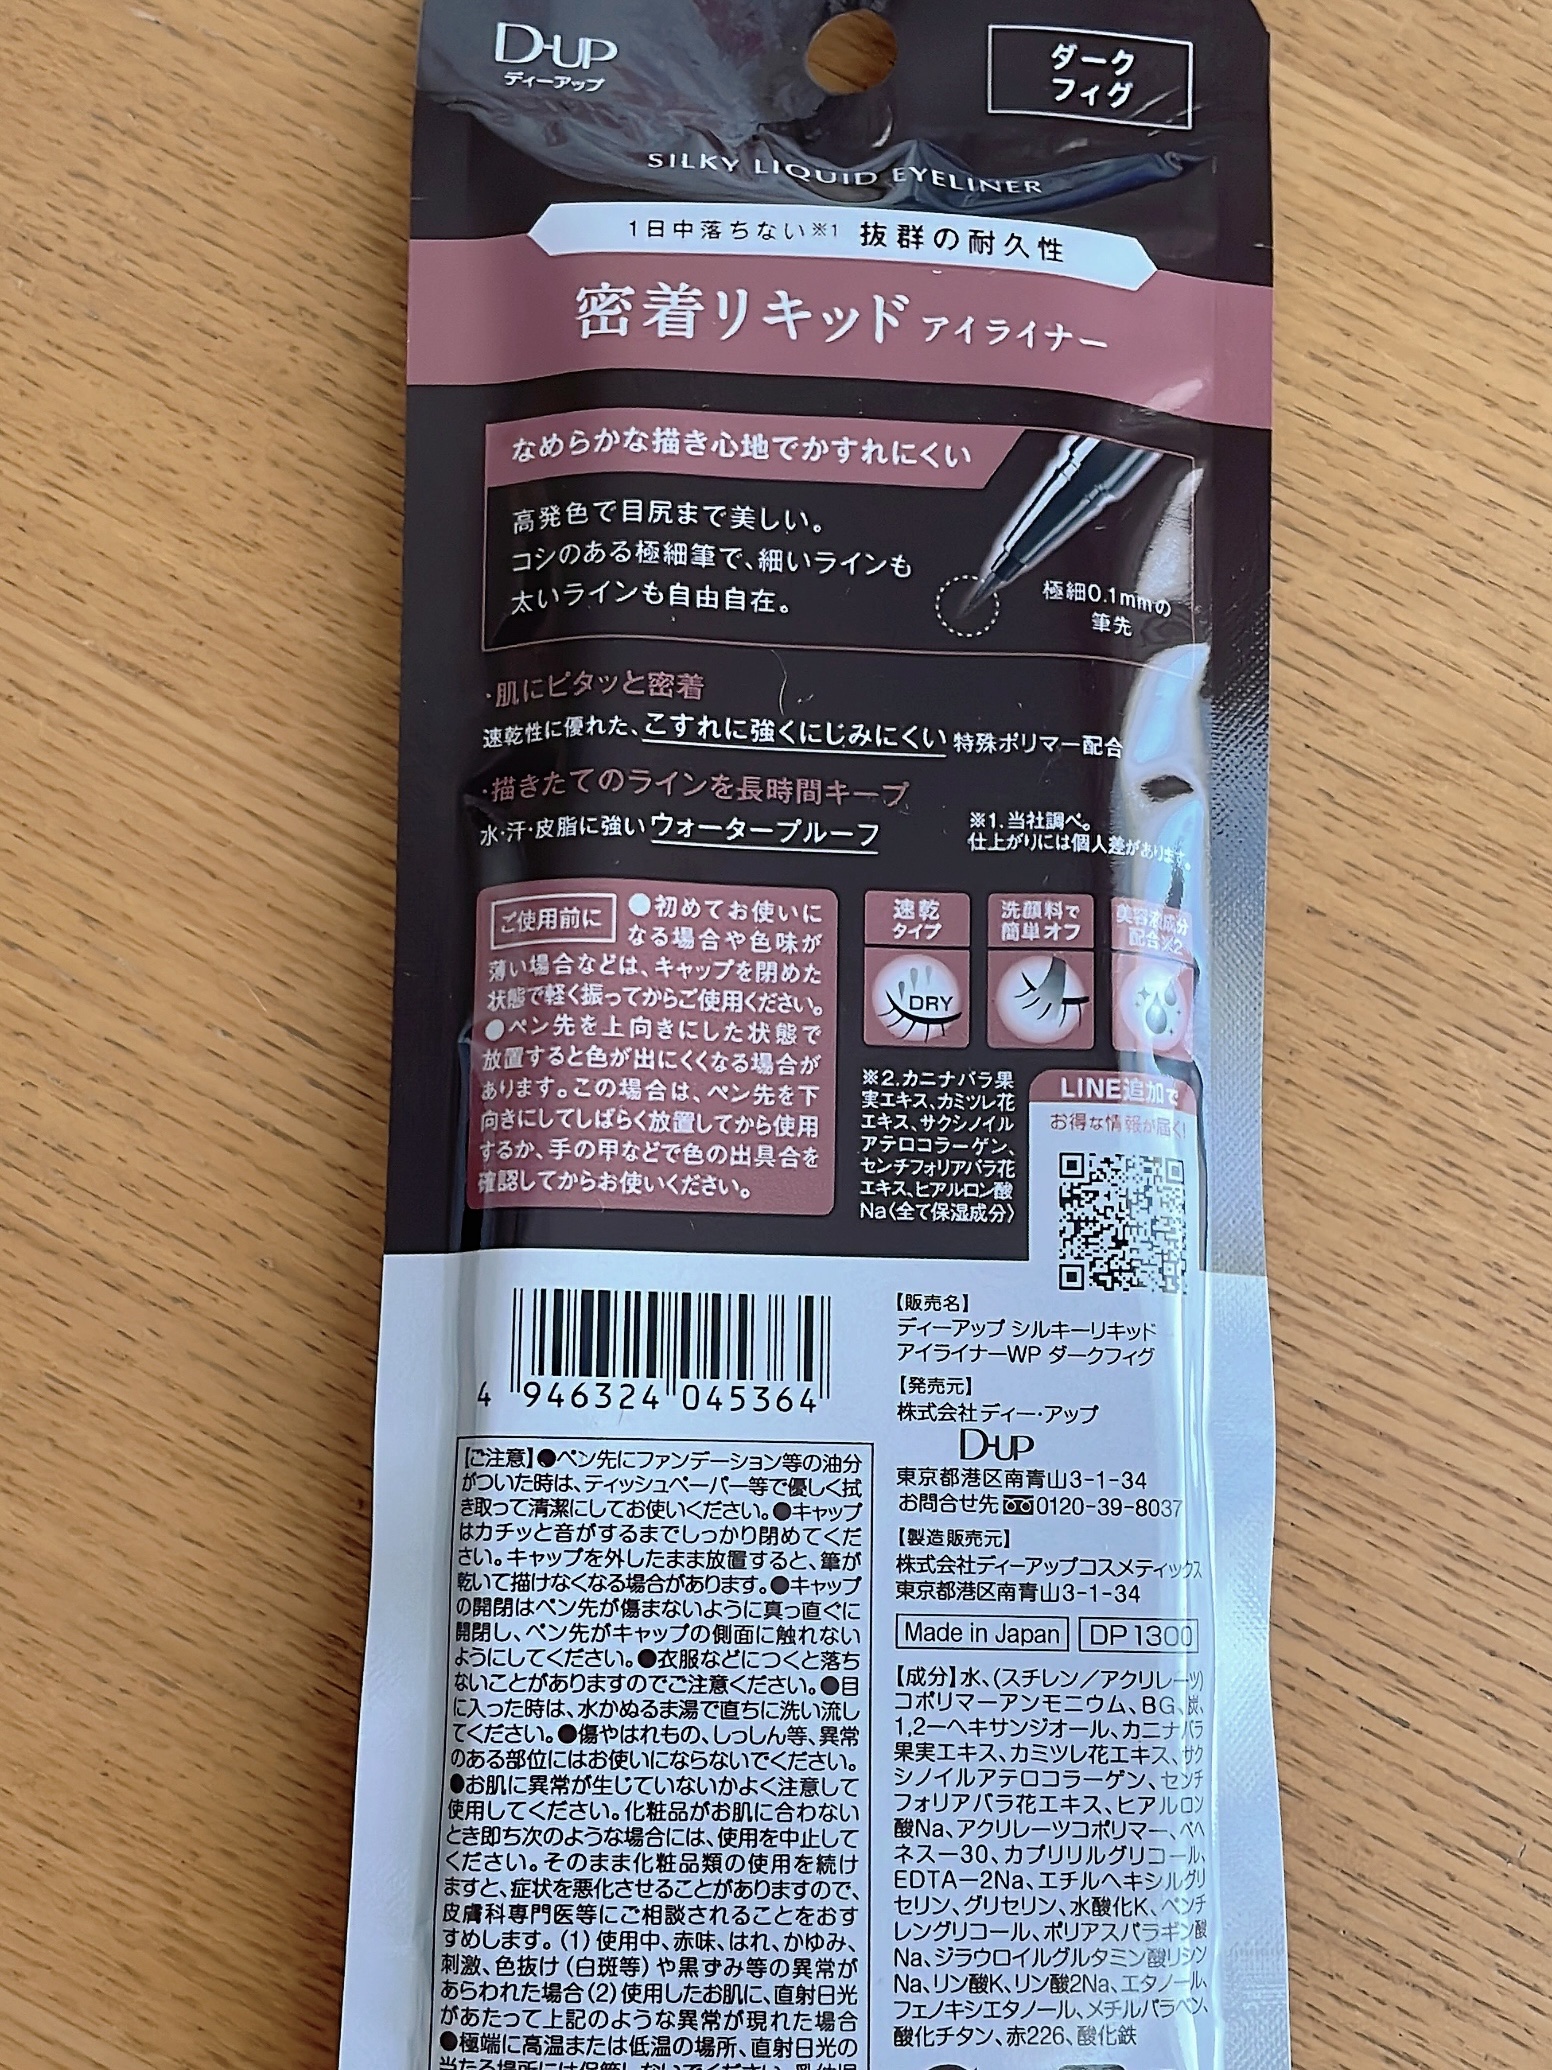 D-UP
ディーアップ
ダーク
フィグ
SILKY LIQUID EYELINER
1日中落ちない※1 抜群の耐久性
密着リキッド アイライナー
なめらかな描き心地でかすれにくい
高発色で目尻まで美しい。
コシのある極細筆で、細いラインも
太いラインも自由自在。
極細0.1mmの
筆先
・肌にピタッと密着
速乾性に優れた、こすれに強くにじみにくい 特殊ポリマー配合
・描きたてのラインを長時間キープ
水・汗・皮脂に強い ウォータープルーフ
※1.当社調べ。
仕上がりには個人差があります。
ご使用前に ●初めてお使いに
なる場合や色味が
薄い場合などは、キャップを閉めた
状態で軽く振ってからご使用ください。
●ペン先を上向きにした状態で
放置すると色が出にくくなる場合が
あります。この場合は、ペン先を下
向きにしてしばらく放置してから使用
するか、手の甲などで色の出具合を
確認してからお使いください。
速乾
タイプ
DRY
洗顔料で
簡単オフ
美容液成分
配合※2
※2.カニナバラ果
実エキス、カミツレ花
エキス、サクシノイル
アテロコラーゲン、
センチフォリアバラ花
エキス、ヒアルロン酸
Na〈全て保湿成分〉
LINE追加で
お得な情報が届く!
4 946324 045364
【販売名】
ディーアップ シルキーリキッド
アイライナーWP ダークフィグ
【発売元】
株式会社ディー・アップ
D-UP
東京都港区南青山3-1-34
お問合せ先 0120-39-8037
【製造販売元】
株式会社ディーアップコスメティックス
東京都港区南青山3-1-34
Made in Japan DP1300
【ご注意】●ペン先にファンデーション等の油分
がついた時は、ティッシュペーパー等で優しく拭
き取って清潔にしてお使いください。●キャップ
はカチッと音がするまでしっかり閉めてくだ
さい。キャップを外したまま放置すると、筆が
乾いて描けなくなる場合があります。●キャップ
の開閉はペン先が傷まないように真っ直ぐに
開閉し、ペン先がキャップの側面に触れない
ようにしてください。●衣服などにつくと落ち
ないことがありますのでご注意ください。●目
に入った時は、水かぬるま湯で直ちに洗い流し
てください。●傷やはれもの、しっしん等、異常
のある部位にはお使いにならないでください。
●お肌に異常が生じていないかよく注意して
使用してください。化粧品がお肌に合わない
とき即ち次のような場合には、使用を中止して
ください。そのまま化粧品類の使用を続け
ますと、症状を悪化させることがありますので、
皮膚科専門医等にご相談されることをおす
すめします。(1)使用中、赤味、はれ、かゆみ、
刺激、色抜け(白斑等)や黒ずみ等の異常が
あらわれた場合(2)使用したお肌に、直射日光
があたって上記のような異常が現れた場合
●極端に高温または低温の場所、直射日光の
当たる場所には保管しないでください。
【成分】水、(スチレン/アクリレーツ)
コポリマーアンモニウム、BG、炭、
1,2-ヘキサンジオール、カニナバラ
果実エキス、カミツレ花エキス、サク
シノイルアテロコラーゲン、センチ
フォリアバラ花エキス、ヒアルロン
酸Na、アクリレーツコポリマー、ベヘ
ネス-30、カプリリルグリコール、
EDTA-2Na、エチルヘキシルグリ
セリン、グリセリン、水酸化K、ペンチ
レングリコール、ポリアスパラギン酸
Na、ジラウロイルグルタミン酸リシン
Na、リン酸K、リン酸2Na、エタノール、
フェノキシエタノール、メチルパラベン、
酸化チタン、赤226、酸化鉄